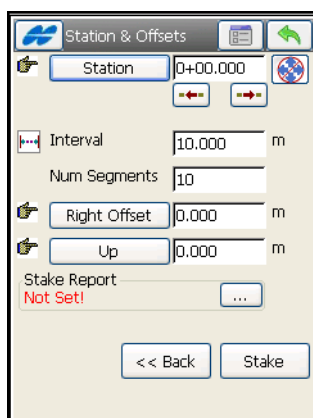 Station & Offsets
Station 0+00.000
Interval 10.000 m
Num Segments 10
Right Offset 0.000 m
Up 0.000 m
Stake Report
Not Set! ...
<< Back Stake